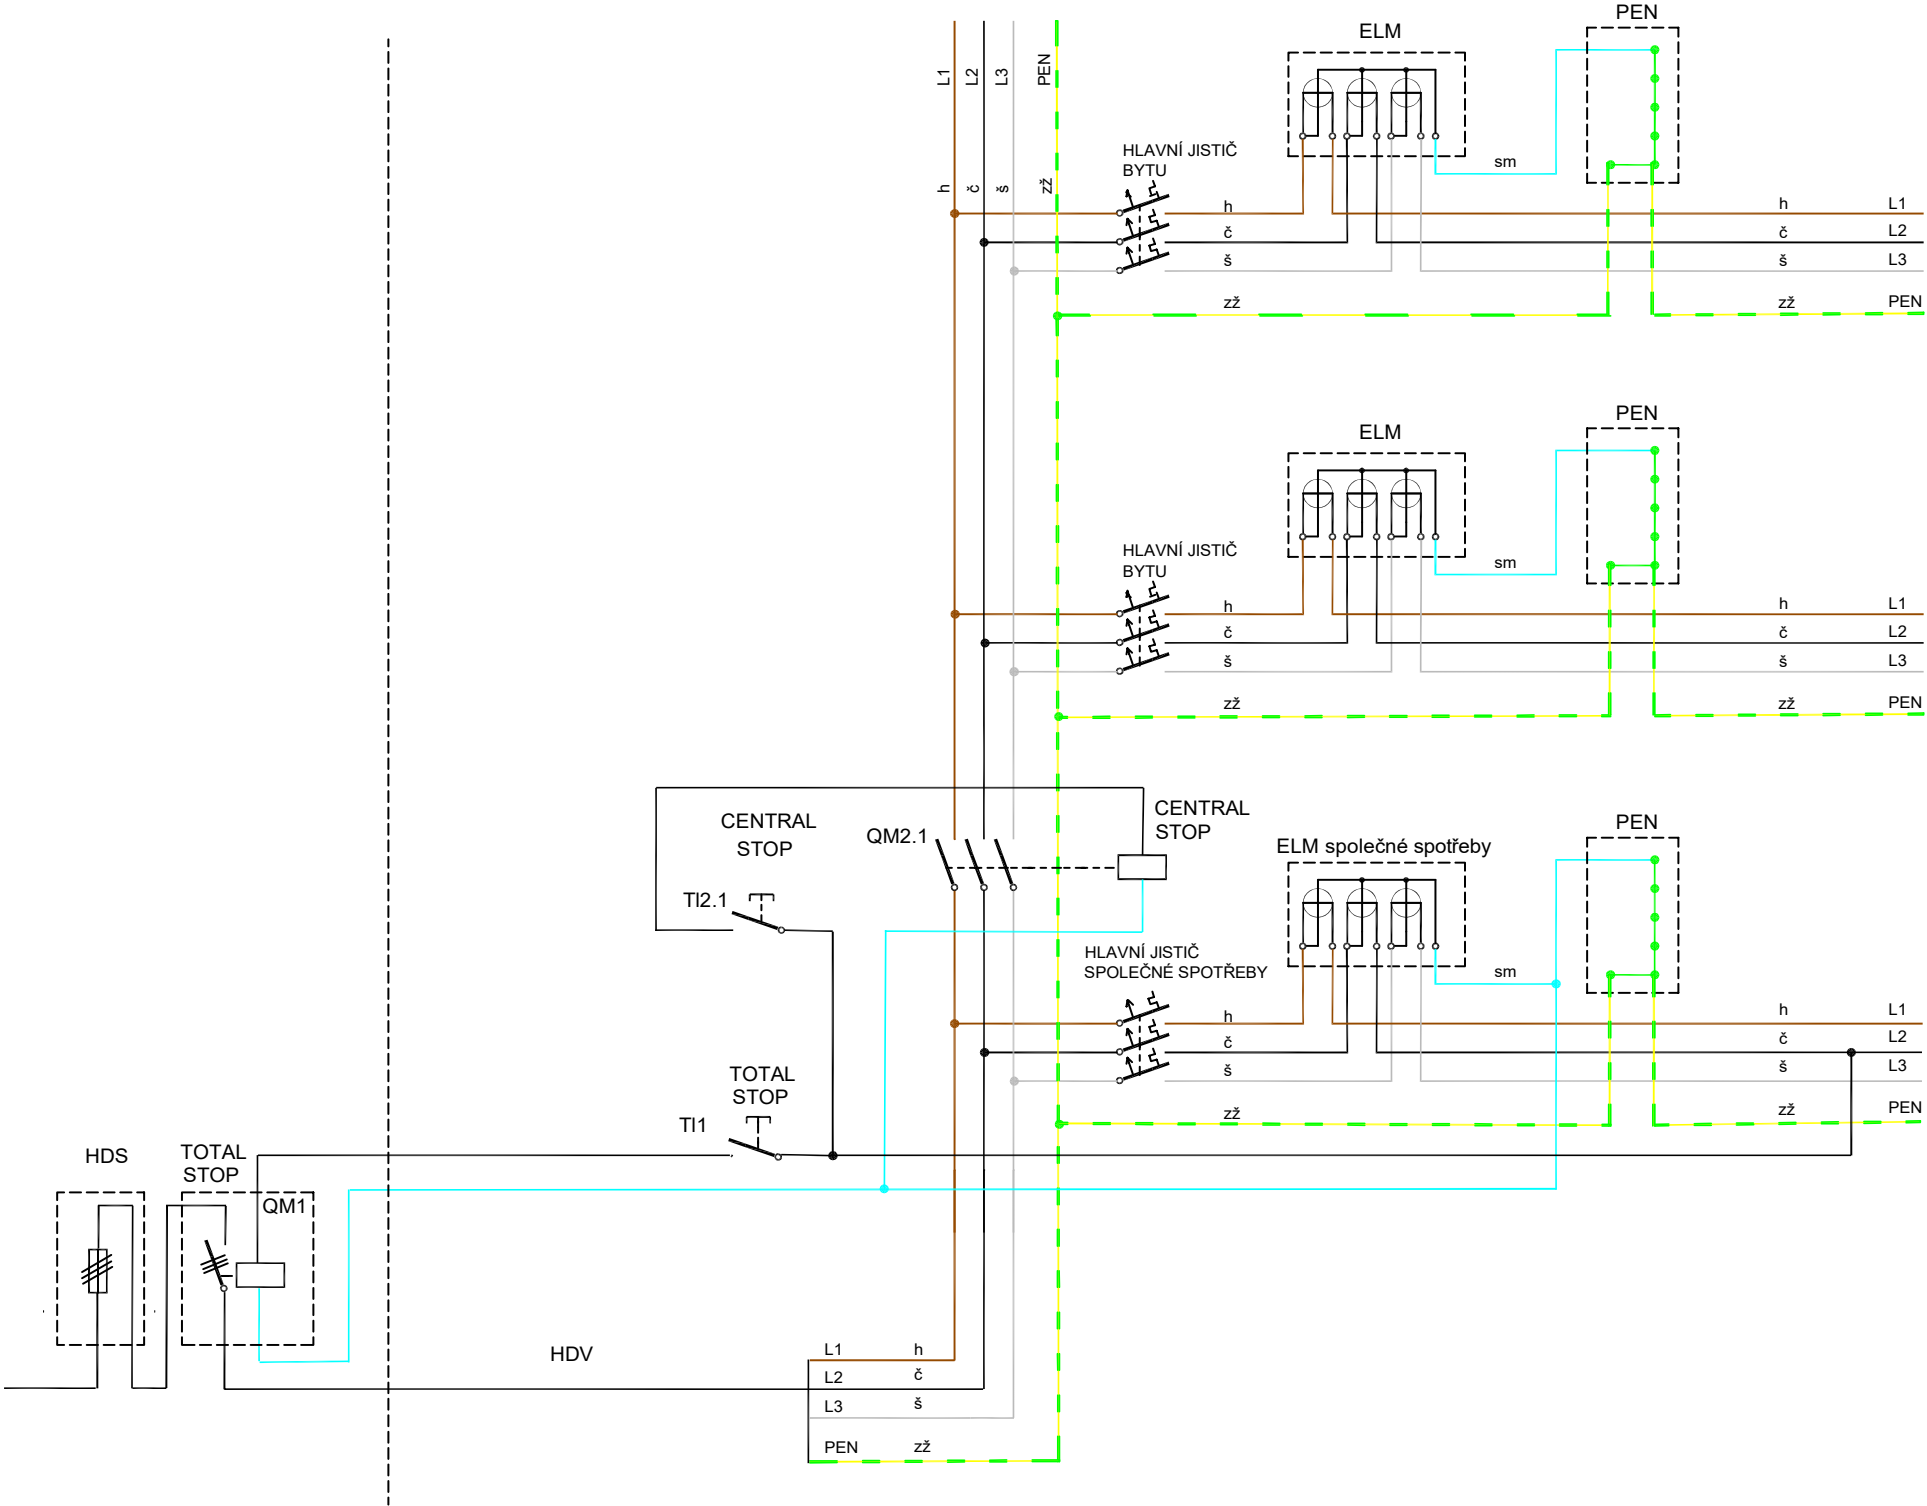 PEN
ELM
L1
L2
L3
PEN
HLAVNÍ JISTIČ
BYTU
sm
h
č
š
zž
h
č
š
zž
h
č
š
zž
L1
L2
L3
PEN
PEN
ELM
HLAVNÍ JISTIČ
BYTU
sm
h
č
š
zž
h
č
š
zž
L1
L2
L3
PEN
CENTRAL
STOP
QM2.1
CENTRAL
STOP
TI2.1
PEN
ELM společné spotřeby
HLAVNÍ JISTIČ
SPOLEČNÉ SPOTŘEBY
sm
h
č
š
zž
h
č
š
zž
L1
L2
L3
PEN
TOTAL
STOP
TI1
HDS
TOTAL
STOP
QM1
HDV
L1 h
L2 č
L3 š
PEN zž